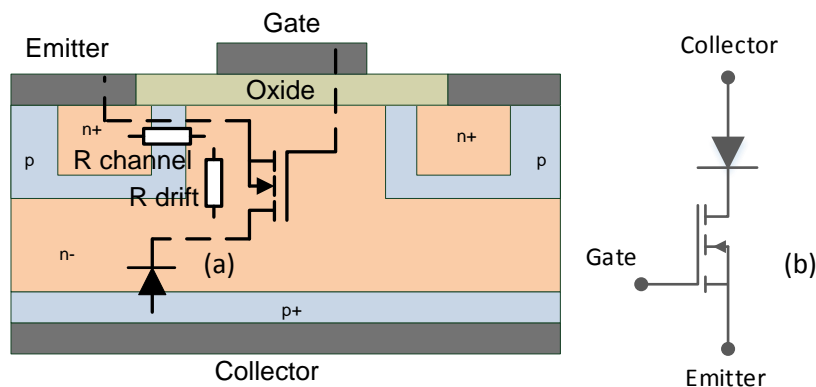 Gate
Emitter
Oxide
n+
n+
p
p
R channel
R drift
n-
(a)
p+
Collector
Collector
Gate
(b)
Emitter